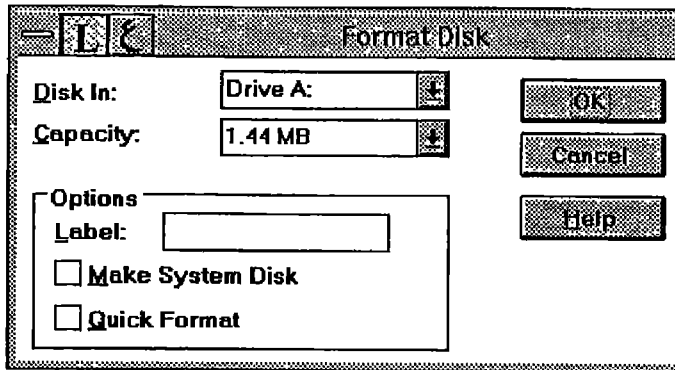 L ع Format Disk
Disk In: Drive A:
Capacity: 1.44 MB
OK
Cancel
Help
Options
Label:
Make System Disk
Quick Format